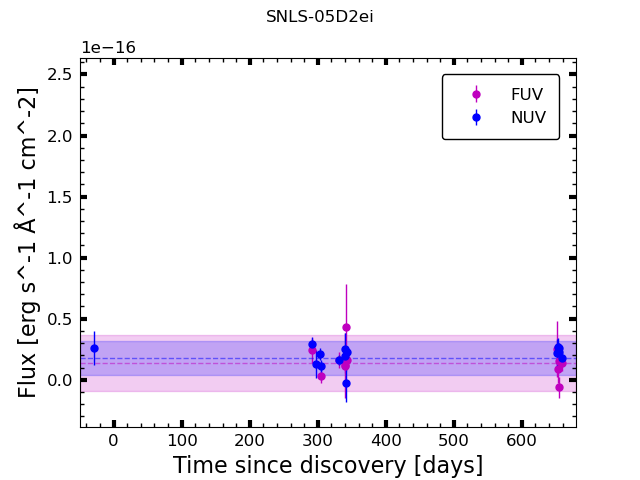 SNLS-05D2ei
1e−16
FUV
NUV
2.5
2.0
1.5
1.0
0.5
0.0
Flux [erg s^-1 Å^-1 cm^-2]
0 100 200 300 400 500 600
Time since discovery [days]